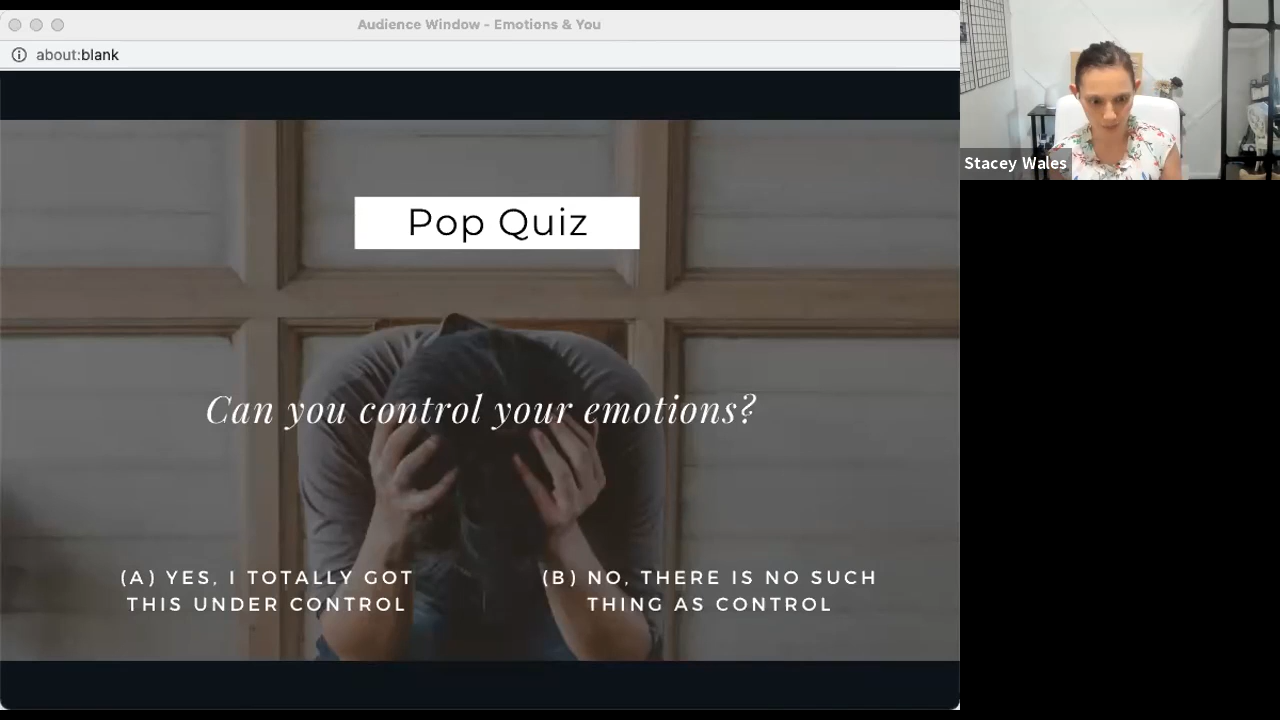 Audience Window - Emotions & You
about:blank
Pop Quiz
Can you control your emotions?
(A) YES, I TOTALLY GOT
THIS UNDER CONTROL
(B) NO, THERE IS NO SUCH
THING AS CONTROL
Stacey Wales